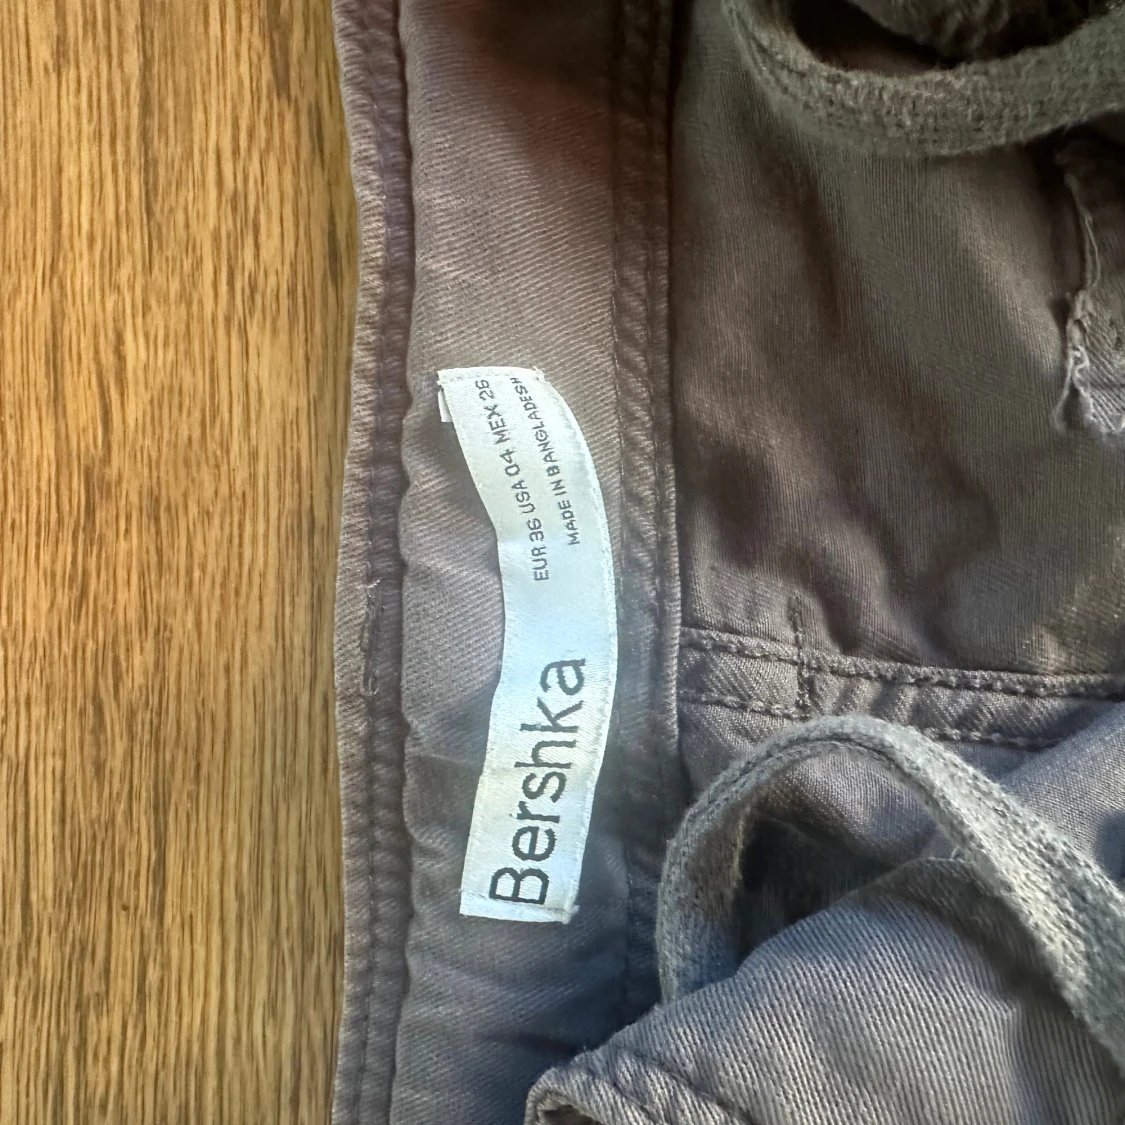 Bershka
EUR 36 USA 04 MEX 26
MADE IN BANGLADESH